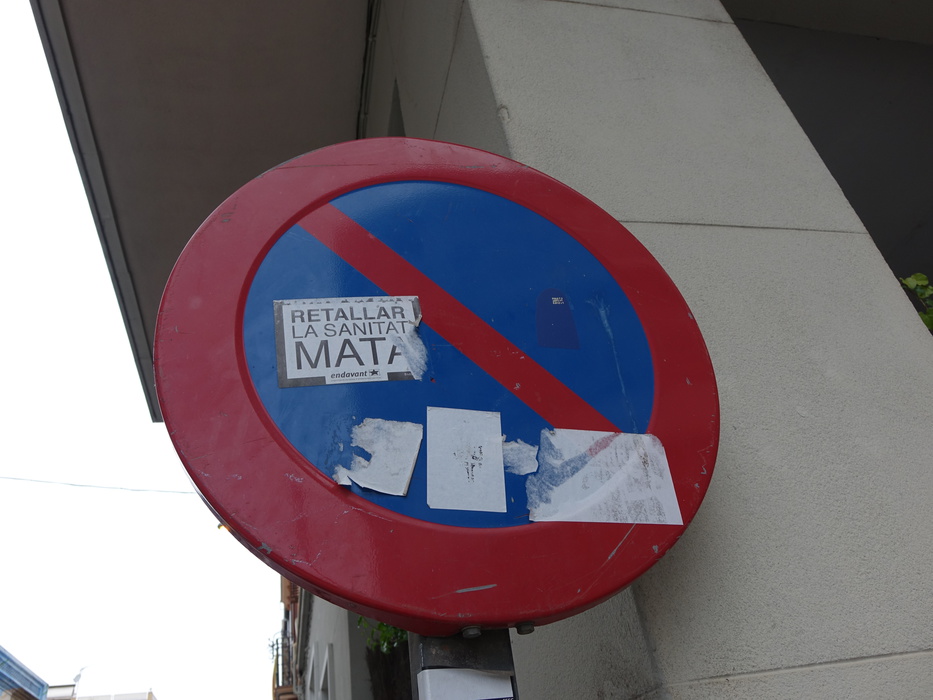 RETALLAR
LA SANITAT
MATA
endavant